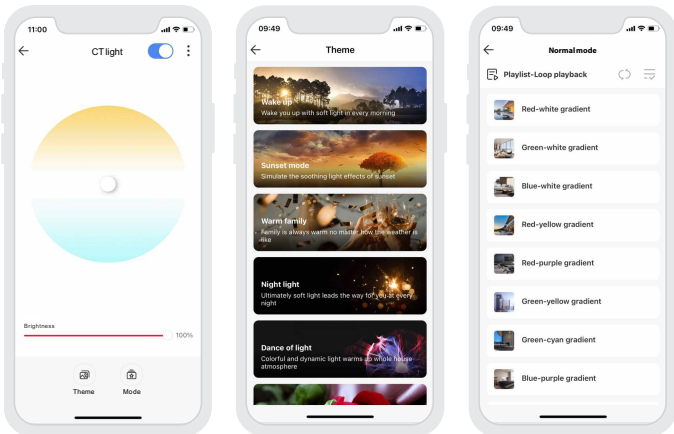 11:00
CT light
Brightness
100%
Theme
Mode
09:49
Theme
Wake up
Wake you up with soft light in every morning
Sunset mode
Simulate the soothing light effects of sunset
Warm family
Family is always warm no matter how the weather is
like
Night light
Ultimately soft light leads the way for you at every
night
Dance of light
Colorful and dynamic light warms up whole house
atmosphere
09:49
Normal mode
Playlist-Loop playback
Red-white gradient
Green-white gradient
Blue-white gradient
Red-yellow gradient
Red-purple gradient
Green-yellow gradient
Green-cyan gradient
Blue-purple gradient